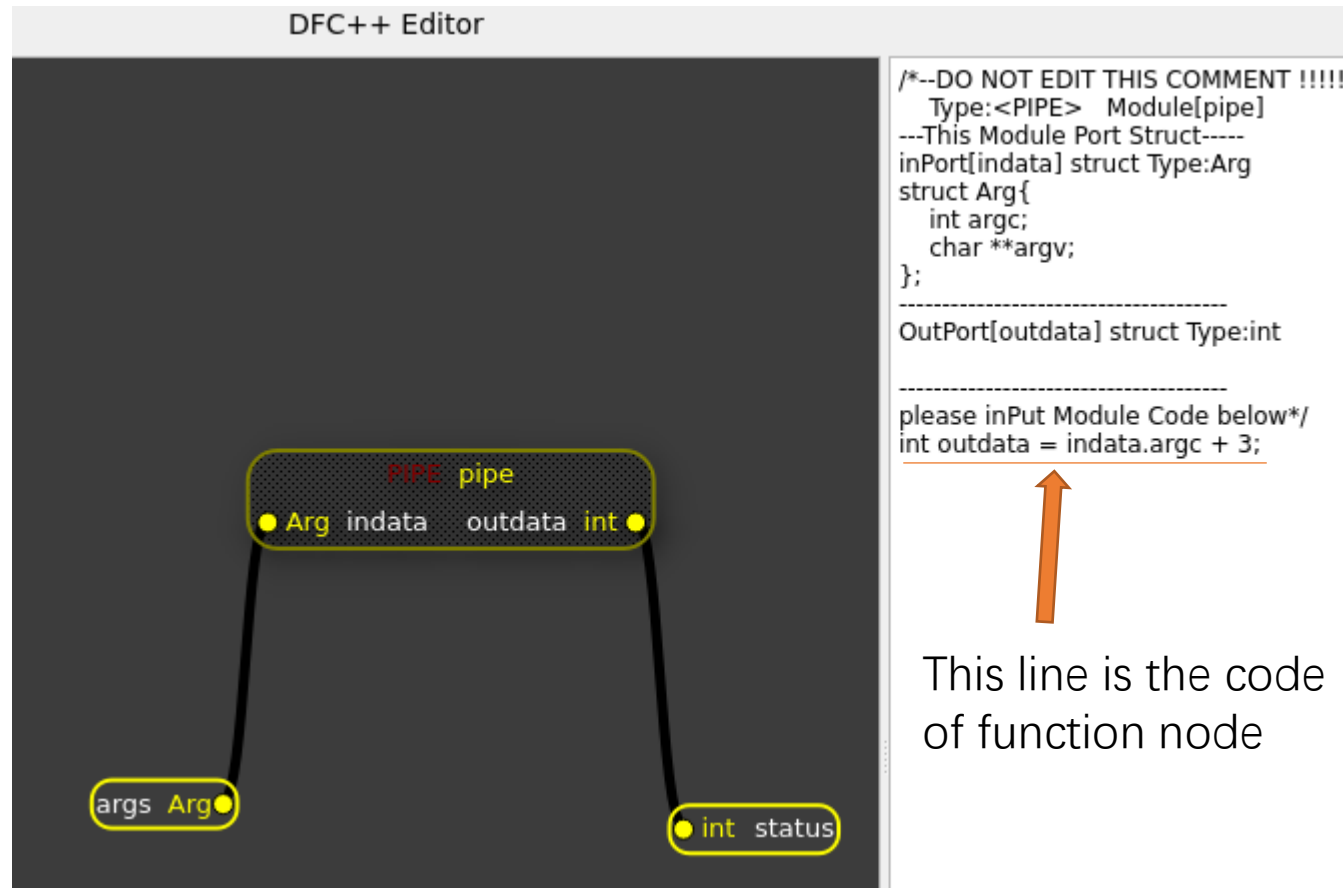 DFC++ Editor
PIPE pipe
Arg indata outdata int
args Arg
int status
/*--DO NOT EDIT THIS COMMENT !!!!!
Type:<PIPE> Module[pipe]
---This Module Port Struct-----
inPort[indata] struct Type:Arg
struct Arg{
int argc;
char **argv;
};
--------------------------------------
OutPort[outdata] struct Type:int
--------------------------------------
please inPut Module Code below*/
int outdata = indata.argc + 3;
This line is the code
of function node